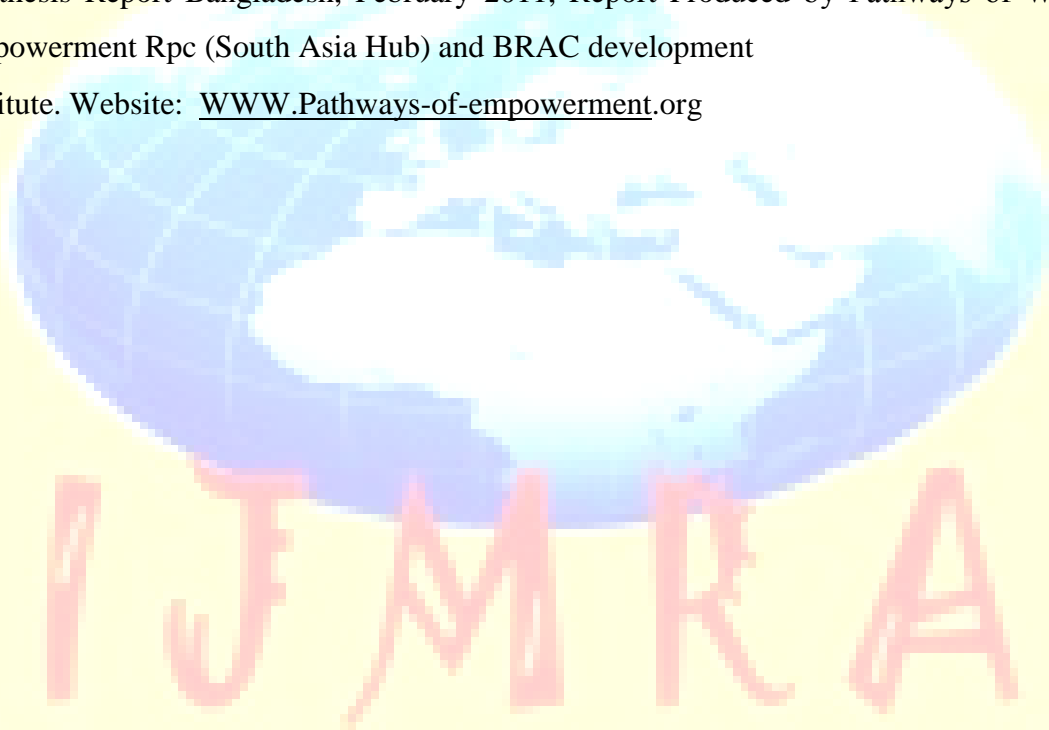 thesis Report Bangladesh, February 2011, Report Produced by Pathways of W
powerment Rpc (South Asia Hub) and BRAC development
itute. Website: WWW.Pathways-of-empowerment.org
IJMRA